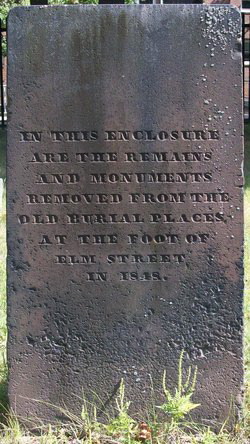 IN THIS ENCLOSURE
ARE THE REMAINS
AND MONUMENTS
REMOVED FROM THE
OLD BURIAL PLACES,
AT THE FOOT OF
ELM STREET
IN 1848.